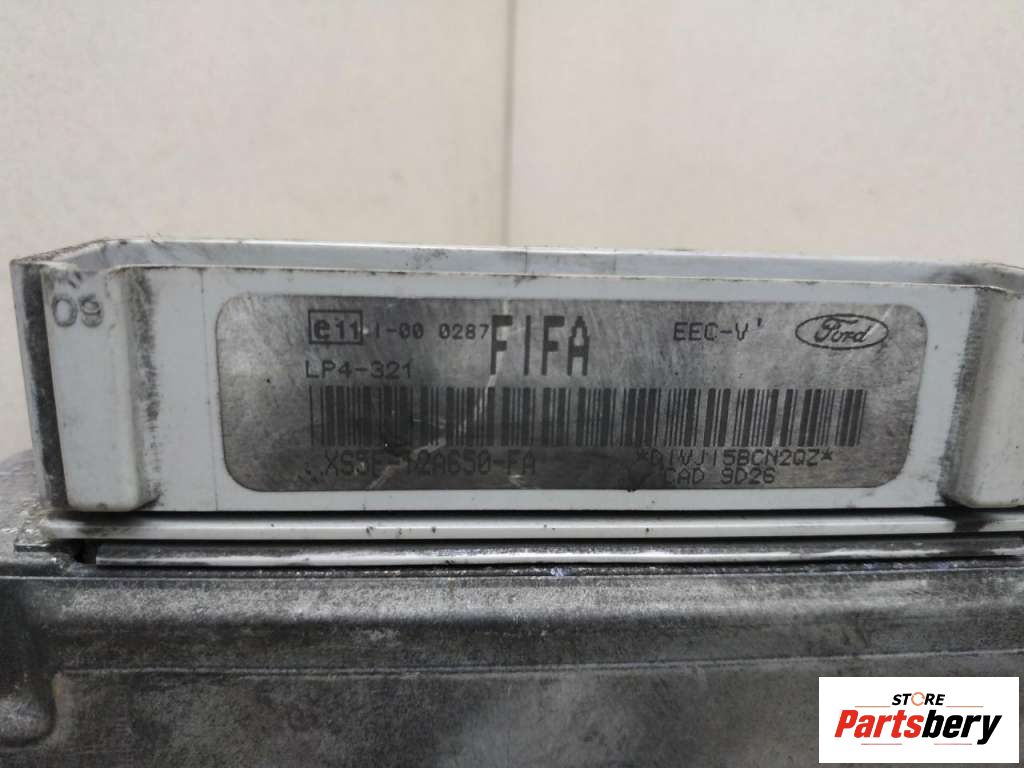 09
e11 1-00 0287 FIFA EEC-V Ford
LP4-321
XS5F-12A650-FA *D1VJ15BCN2QZ*
CAD 9D26
STORE
Partsbery